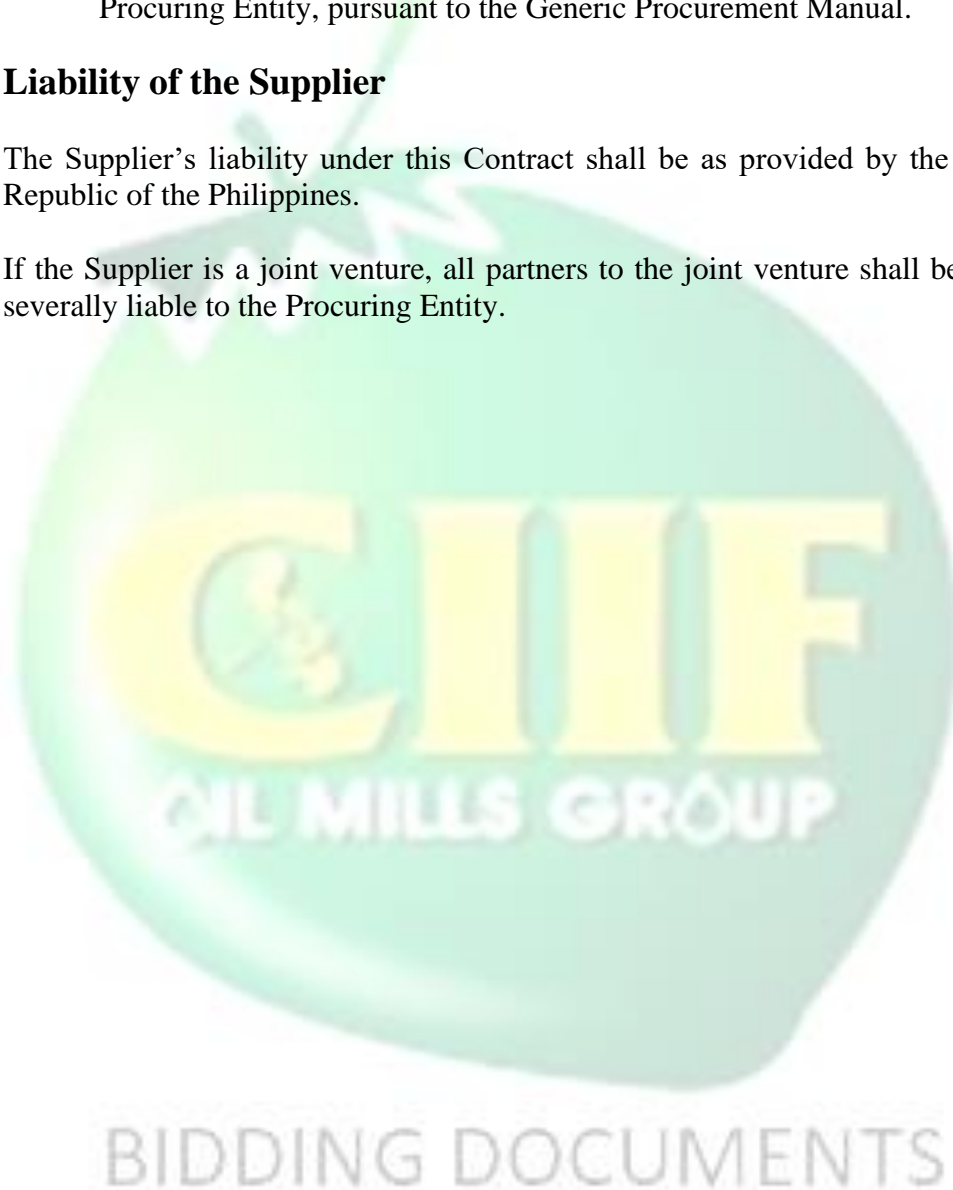 Procuring Entity, pursuant to the Generic Procurement Manual.
Liability of the Supplier
The Supplier’s liability under this Contract shall be as provided by the
Republic of the Philippines.
If the Supplier is a joint venture, all partners to the joint venture shall be
severally liable to the Procuring Entity.
CIIF
OIL MILLS GROUP
BIDDING DOCUMENTS